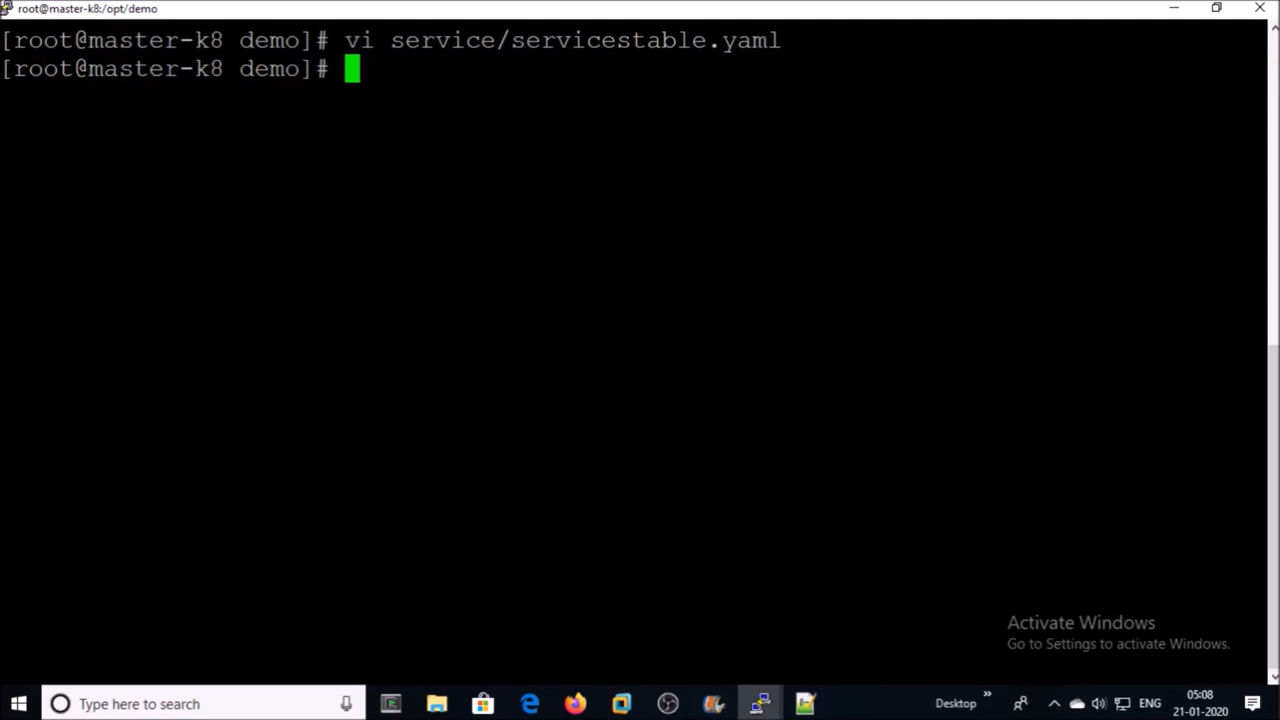 root@master-k8:/opt/demo
[root@master-k8 demo]# vi service/servicestable.yaml
[root@master-k8 demo]#
Activate Windows
Go to Settings to activate Windows.
Type here to search
Desktop
»
ENG
05:08
21-01-2020